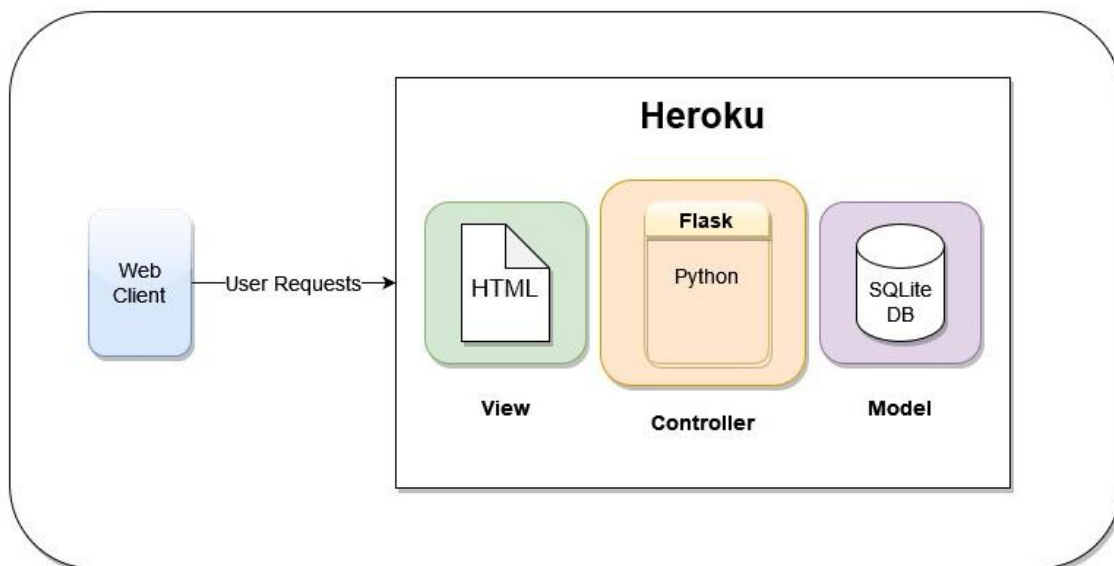 Heroku
Web
Client
User Requests
HTML
Flask
Python
SQLite
DB
View
Controller
Model